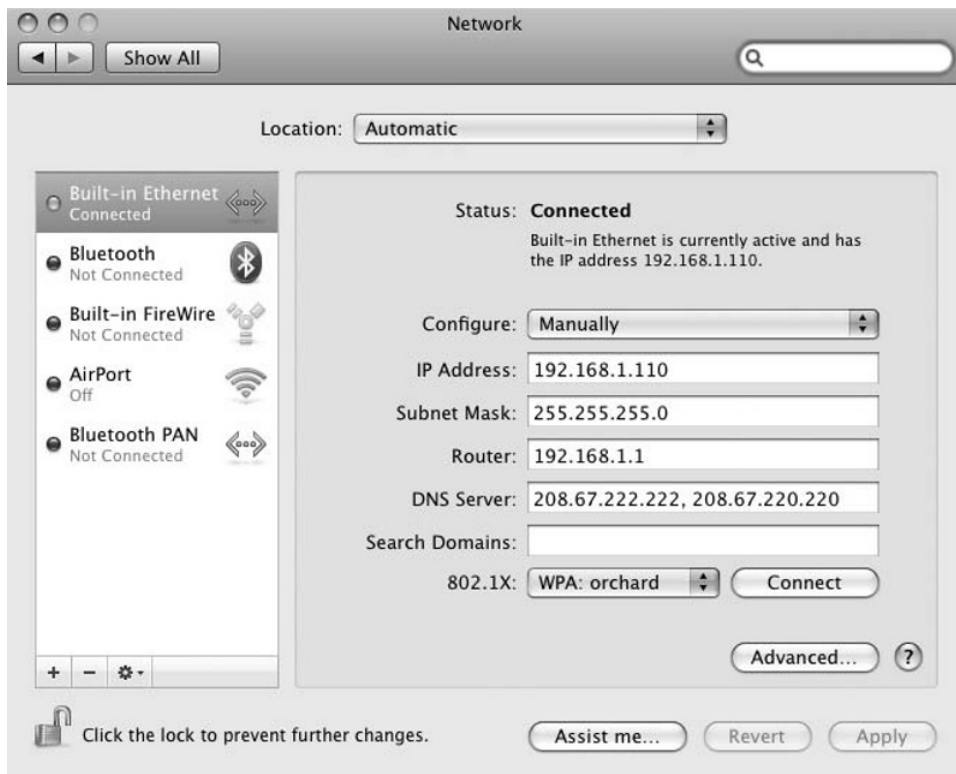 Network
Show All
Location: Automatic
Built-in Ethernet
Connected
Bluetooth
Not Connected
Built-in FireWire
Not Connected
AirPort
Off
Bluetooth PAN
Not Connected
Status: Connected
Built-in Ethernet is currently active and has
the IP address 192.168.1.110.
Configure: Manually
IP Address: 192.168.1.110
Subnet Mask: 255.255.255.0
Router: 192.168.1.1
DNS Server: 208.67.222.222, 208.67.220.220
Search Domains:
802.1X: WPA: orchard Connect
Advanced... ?
+ −
Click the lock to prevent further changes.
Assist me... Revert Apply